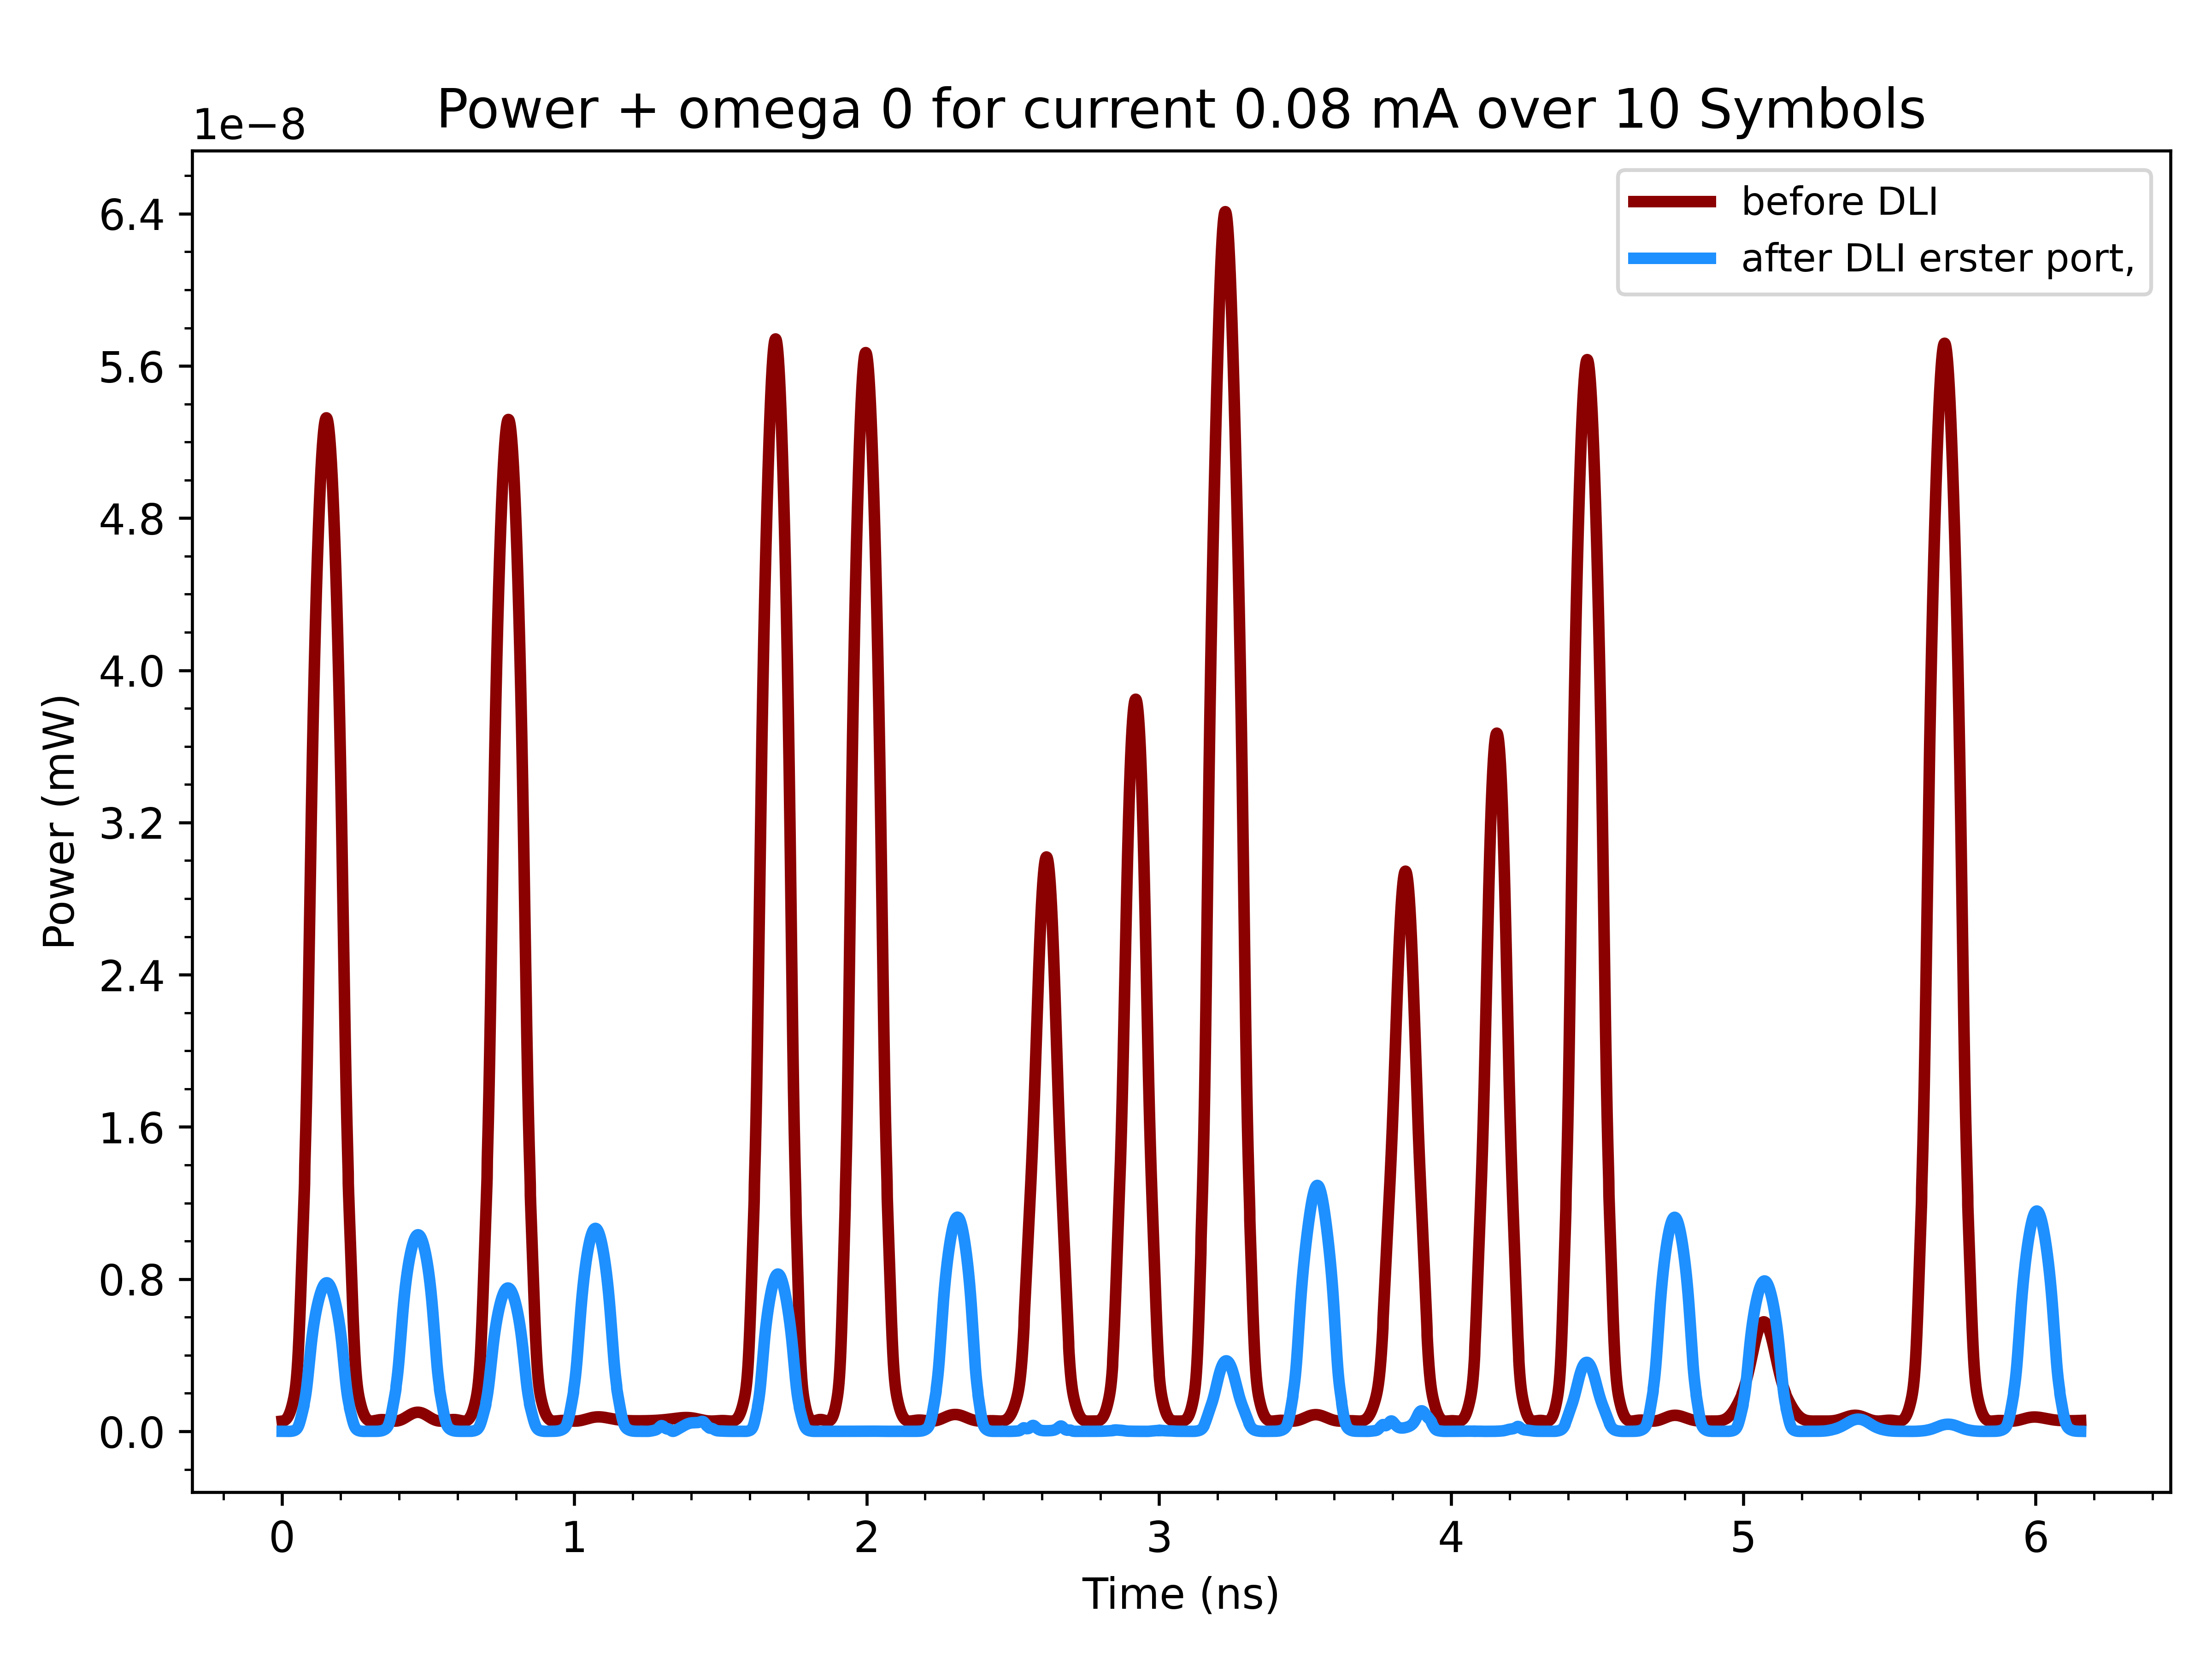 Power + omega 0 for current 0.08 mA over 10 Symbols
1e−8
before DLI
after DLI erster port,
6.4
5.6
4.8
4.0
3.2
2.4
1.6
0.8
0.0
Power (mW)
0 1 2 3 4 5 6
Time (ns)